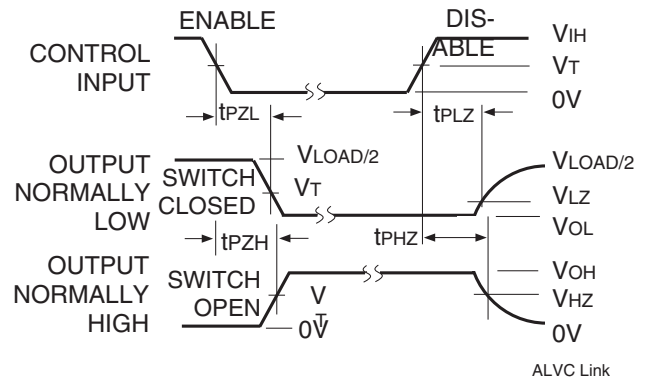 ENABLE
DIS-
ABLE
CONTROL
INPUT
VIH
VT
0V
tPZL
tPLZ
OUTPUT
NORMALLY
LOW
SWITCH
CLOSED
VLOAD/2
VT
VLOAD/2
VLZ
VOL
tPZH
tPHZ
OUTPUT
NORMALLY
HIGH
SWITCH
OPEN
VT
0V
VOH
VHZ
0V
ALVC Link